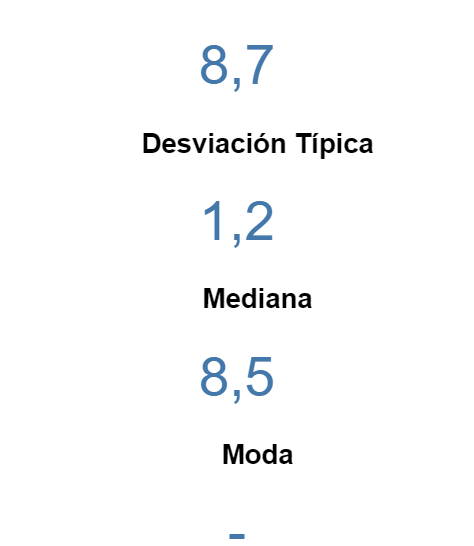 8,7
Desviación Típica
1,2
Mediana
8,5
Moda
-